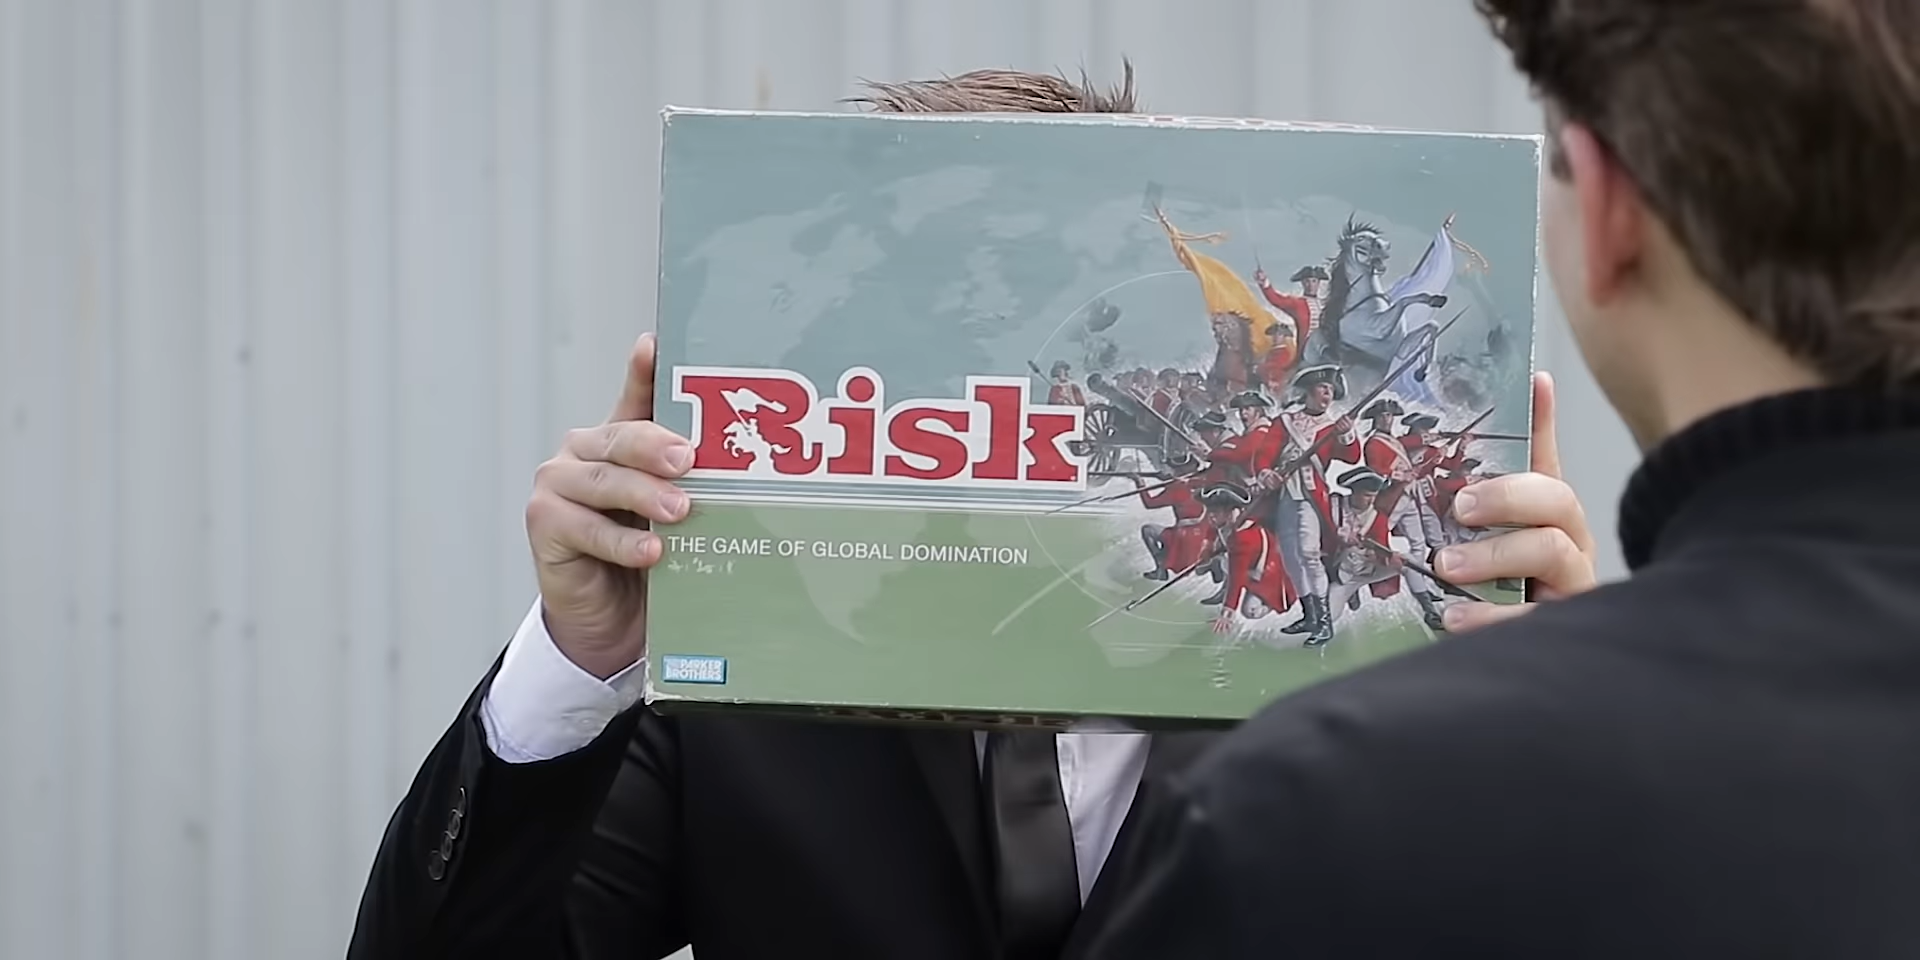 Risk
THE GAME OF GLOBAL DOMINATION
PARKER
BROTHERS